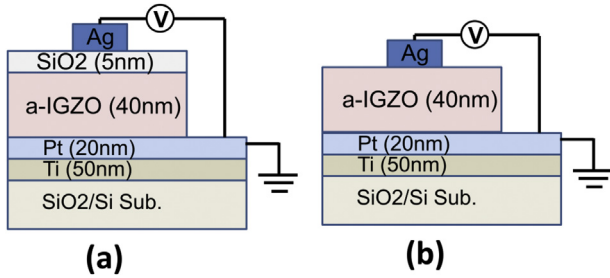 V
Ag
SiO2 (5nm)
a-IGZO (40nm)
Pt (20nm)
Ti (50nm)
SiO2/Si Sub.
(a)
V
Ag
a-IGZO (40nm)
Pt (20nm)
Ti (50nm)
SiO2/Si Sub.
(b)